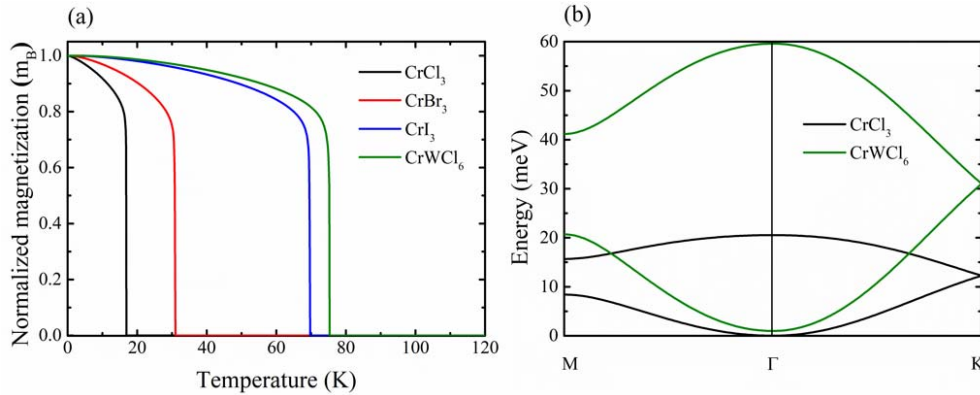 (a)
Normalized magnetization (m_B)
1.0
0.8
0.6
0.4
0.2
0.0
0 20 40 60 80 100 120
Temperature (K)
CrCl₃
CrBr₃
CrI₃
CrWCl₆
(b)
Energy (meV)
60
50
40
30
20
10
0
M Γ K
CrCl₃
CrWCl₆